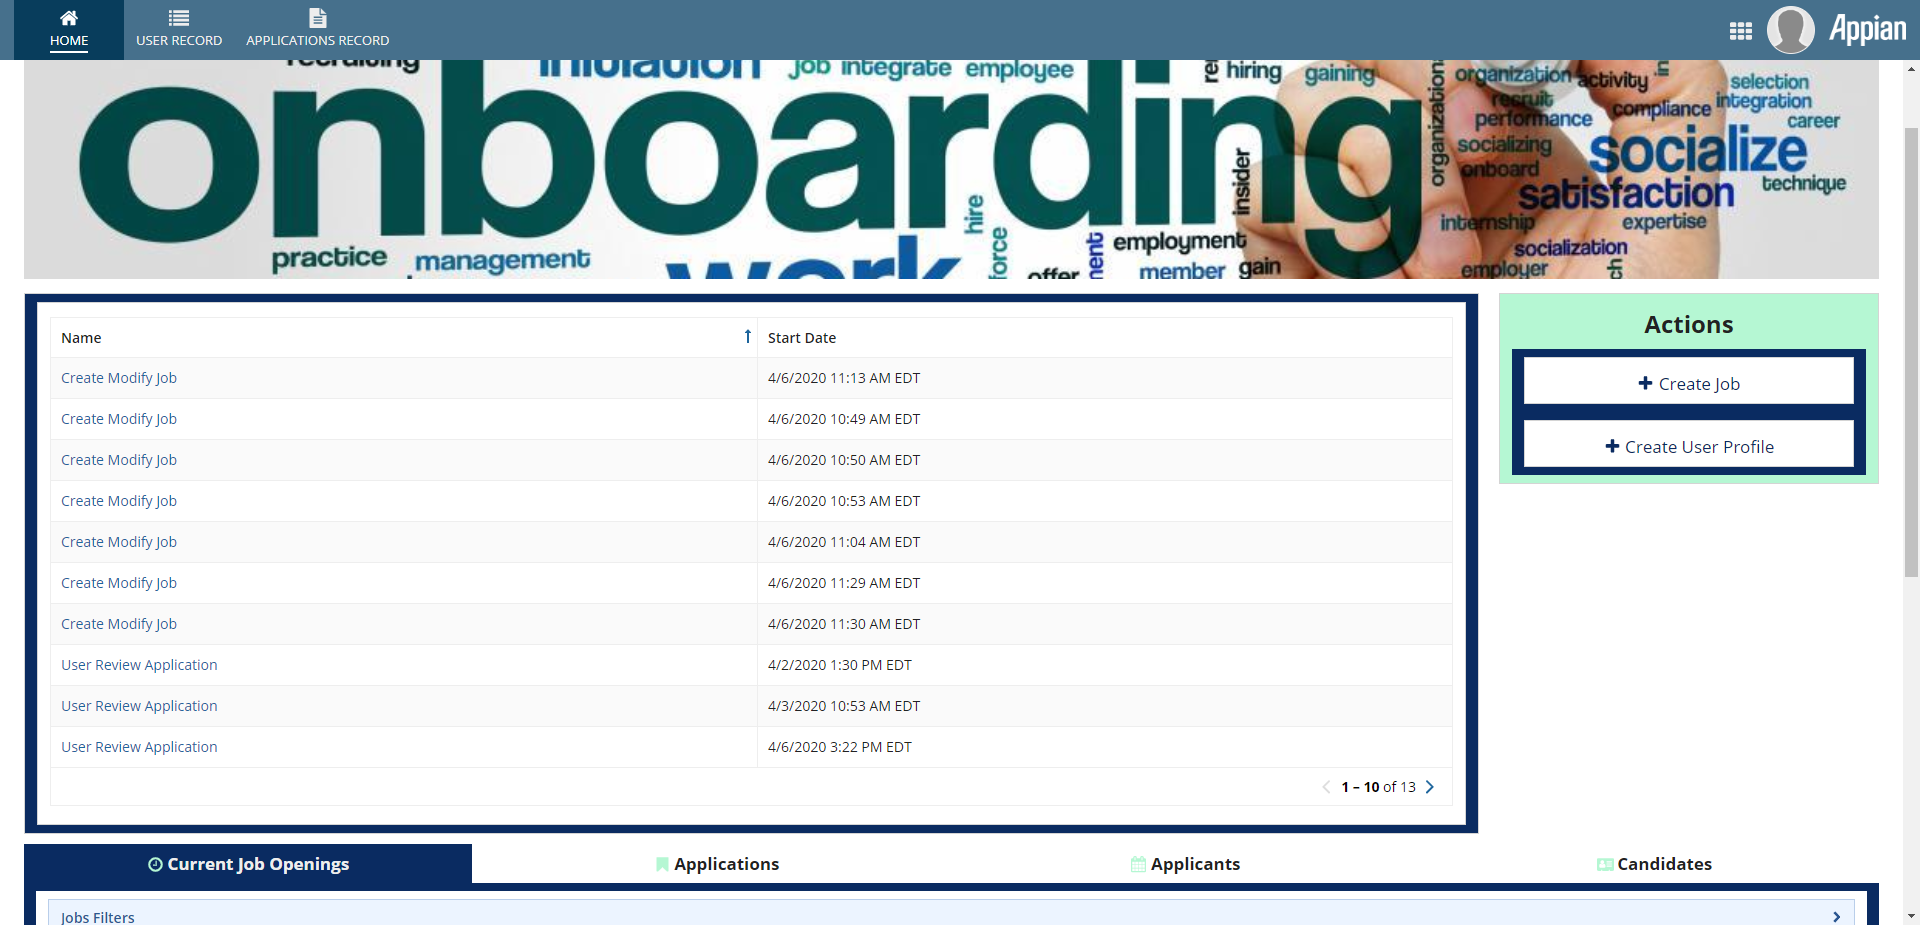 HOME
USER RECORD
APPLICATIONS RECORD
Appian
recruiting
job integrate employee
hiring
gaining
organization
activity
in
selection
recruit
compliance
integration
performance
career
onboarding
organization
socializing
socialize
onboard
insider
satisfaction
technique
hire
internship
expertise
practice
management
work
force
employment
socialization
offer
member
gain
employer
Name
Start Date
Create Modify Job
4/6/2020 11:13 AM EDT
Create Modify Job
4/6/2020 10:49 AM EDT
Create Modify Job
4/6/2020 10:50 AM EDT
Create Modify Job
4/6/2020 10:53 AM EDT
Create Modify Job
4/6/2020 11:04 AM EDT
Create Modify Job
4/6/2020 11:29 AM EDT
Create Modify Job
4/6/2020 11:30 AM EDT
User Review Application
4/2/2020 1:30 PM EDT
User Review Application
4/3/2020 10:53 AM EDT
User Review Application
4/6/2020 3:22 PM EDT
1 – 10 of 13
Actions
Create Job
Create User Profile
Current Job Openings
Applications
Applicants
Candidates
Jobs Filters